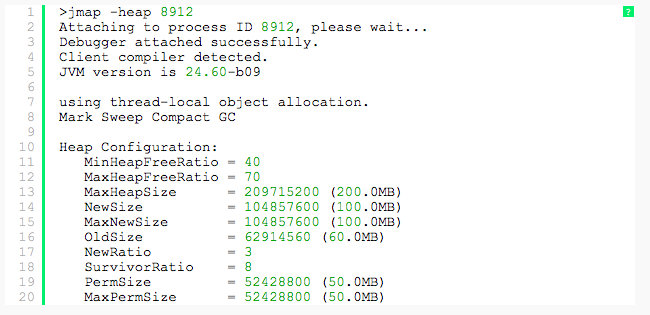 1 >jmap -heap 8912
2 Attaching to process ID 8912, please wait...
3 Debugger attached successfully.
4 Client compiler detected.
5 JVM version is 24.60-b09
6
7 using thread-local object allocation.
8 Mark Sweep Compact GC
9
10 Heap Configuration:
11    MinHeapFreeRatio = 40
12    MaxHeapFreeRatio = 70
13    MaxHeapSize      = 209715200 (200.0MB)
14    NewSize          = 104857600 (100.0MB)
15    MaxNewSize       = 104857600 (100.0MB)
16    OldSize          = 62914560 (60.0MB)
17    NewRatio         = 3
18    SurvivorRatio    = 8
19    PermSize         = 52428800 (50.0MB)
20    MaxPermSize      = 52428800 (50.0MB)
?